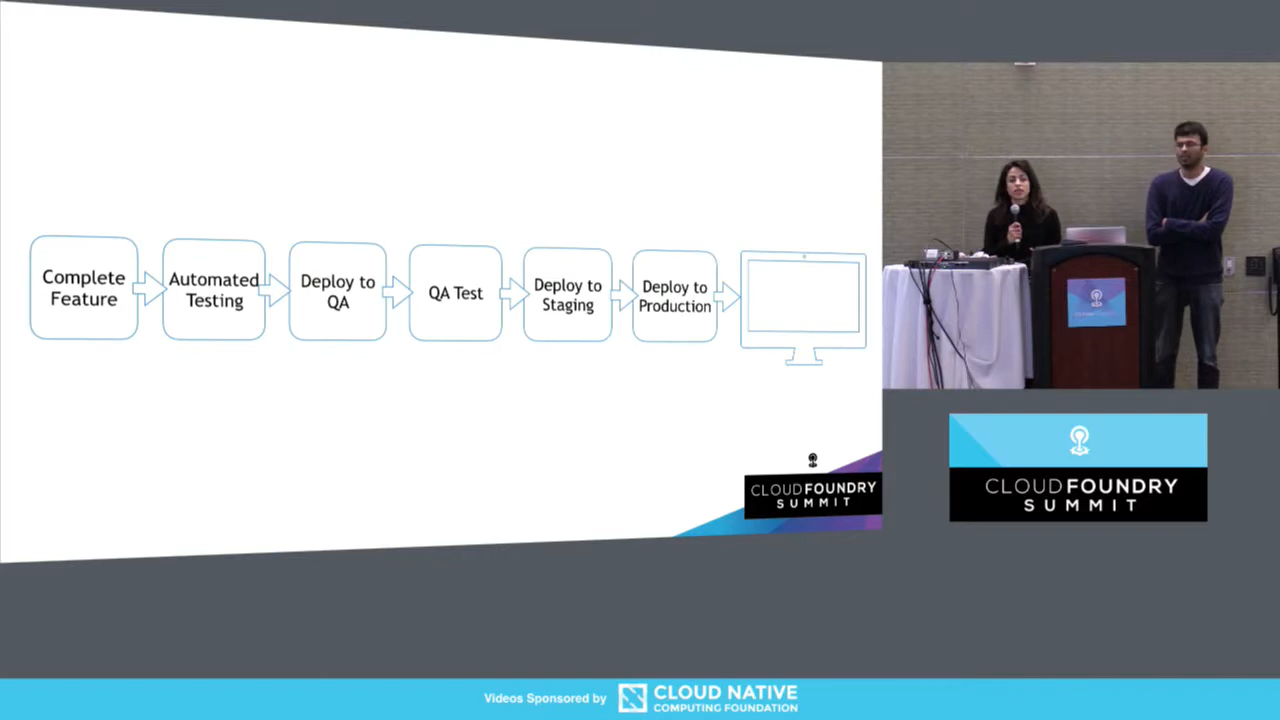 Complete
Feature
Automated
Testing
Deploy to
QA
QA Test
Deploy to
Staging
Deploy to
Production
CLOUDFOUNDRY
SUMMIT
CLOUDFOUNDRY
SUMMIT
Videos Sponsored by
CLOUD NATIVE
COMPUTING FOUNDATION